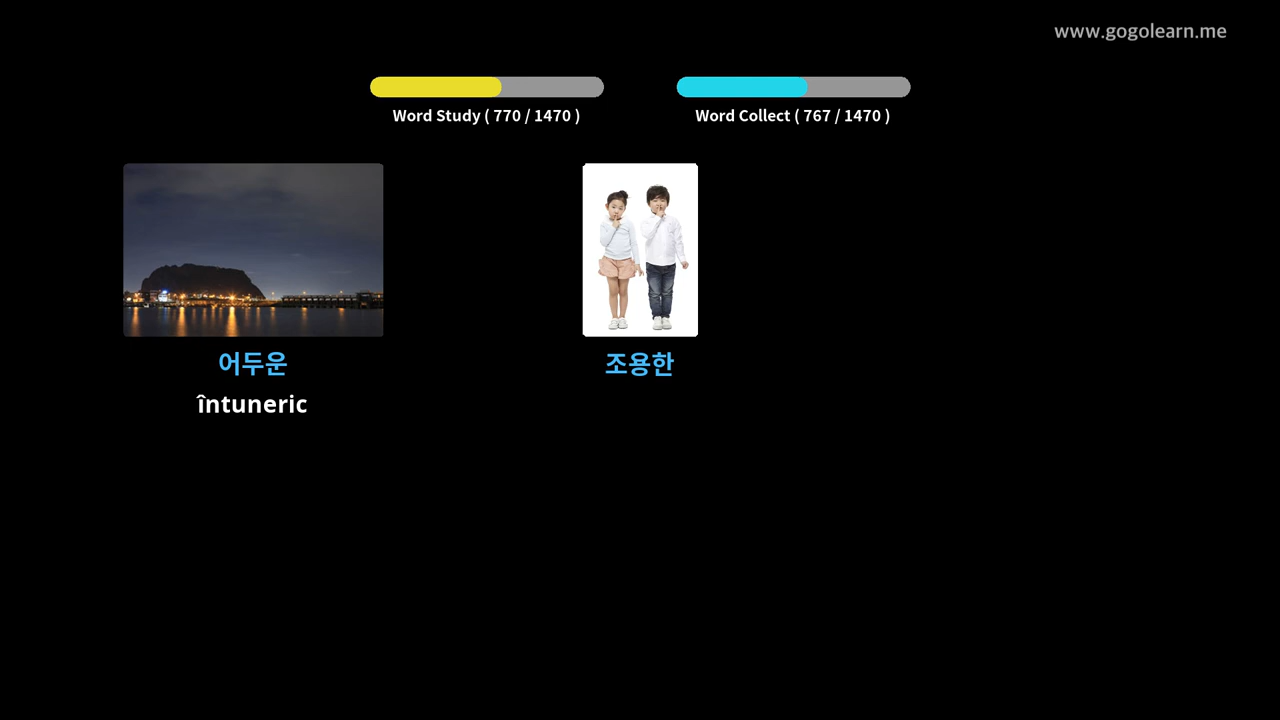 www.gogolearn.me
Word Study ( 770 / 1470 )
Word Collect ( 767 / 1470 )
어두운
조용한
întuneric